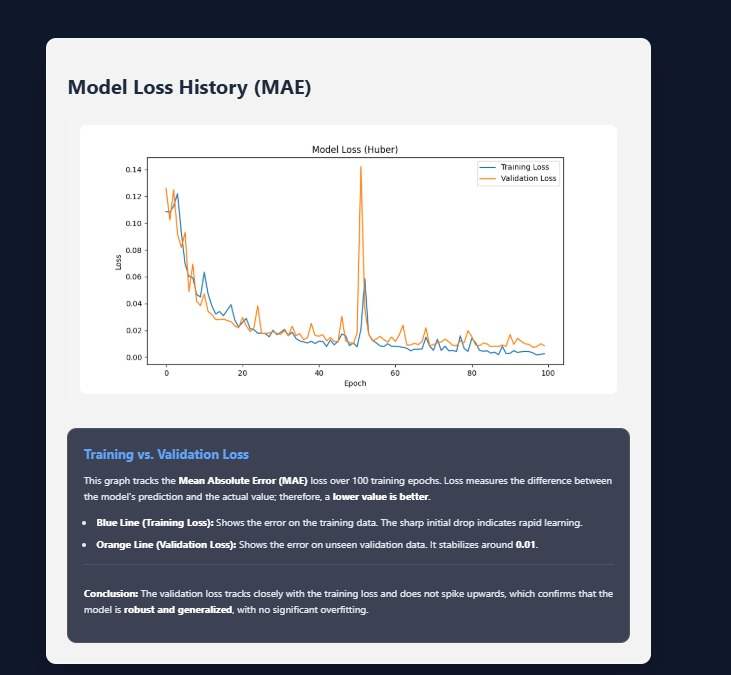 Model Loss History (MAE)
Model Loss (Huber)
Training Loss
Validation Loss
0.14
0.12
0.10
0.08
0.06
0.04
0.02
0.00
Loss
0 20 40 60 80 100
Epoch
Training vs. Validation Loss
This graph tracks the Mean Absolute Error (MAE) loss over 100 training epochs. Loss measures the difference between
the model's prediction and the actual value; therefore, a lower value is better.
• Blue Line (Training Loss): Shows the error on the training data. The sharp initial drop indicates rapid learning.
• Orange Line (Validation Loss): Shows the error on unseen validation data. It stabilizes around 0.01.
Conclusion: The validation loss tracks closely with the training loss and does not spike upwards, which confirms that the
model is robust and generalized, with no significant overfitting.